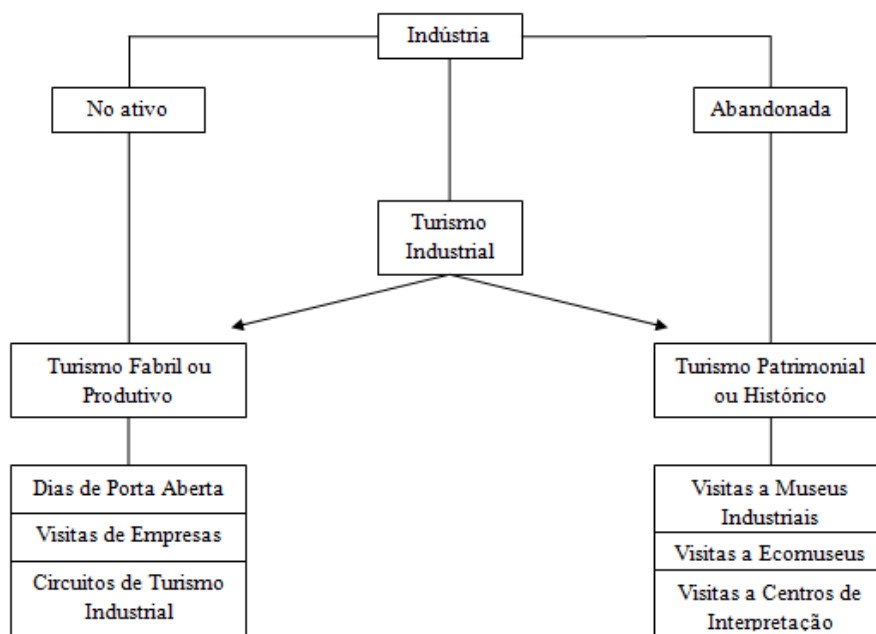 Indústria
No ativo
Abandonada
Turismo
Industrial
Turismo Fabril ou
Produtivo
Turismo Patrimonial
ou Histórico
Dias de Porta Aberta
Visitas de Empresas
Circuitos de Turismo
Industrial
Visitas a Museus
Industriais
Visitas a Ecomuseus
Visitas a Centros de
Interpretação